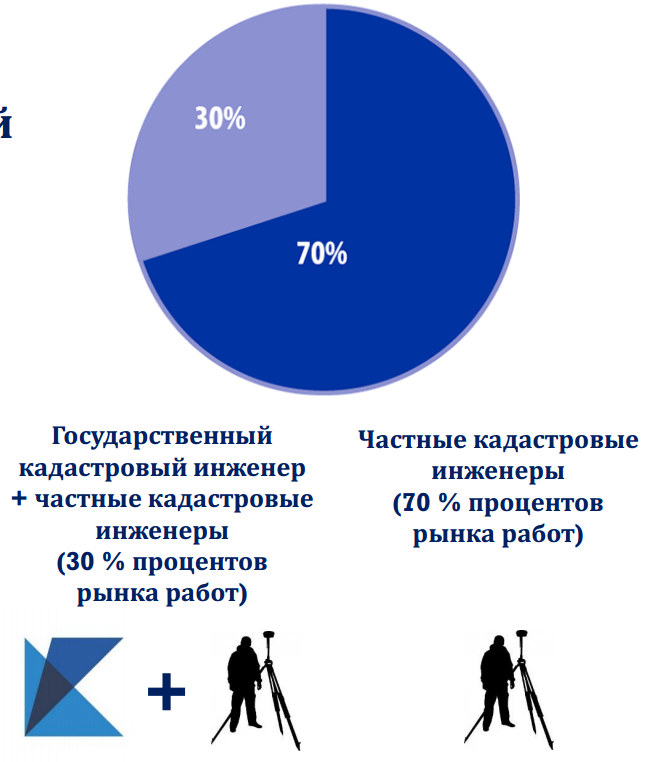 й
30%
70%
Государственный
кадастровый инженер
+ частные кадастровые
инженеры
(30 % процентов
рынка работ)
Частные кадастровые
инженеры
(70 % процентов
рынка работ)
+